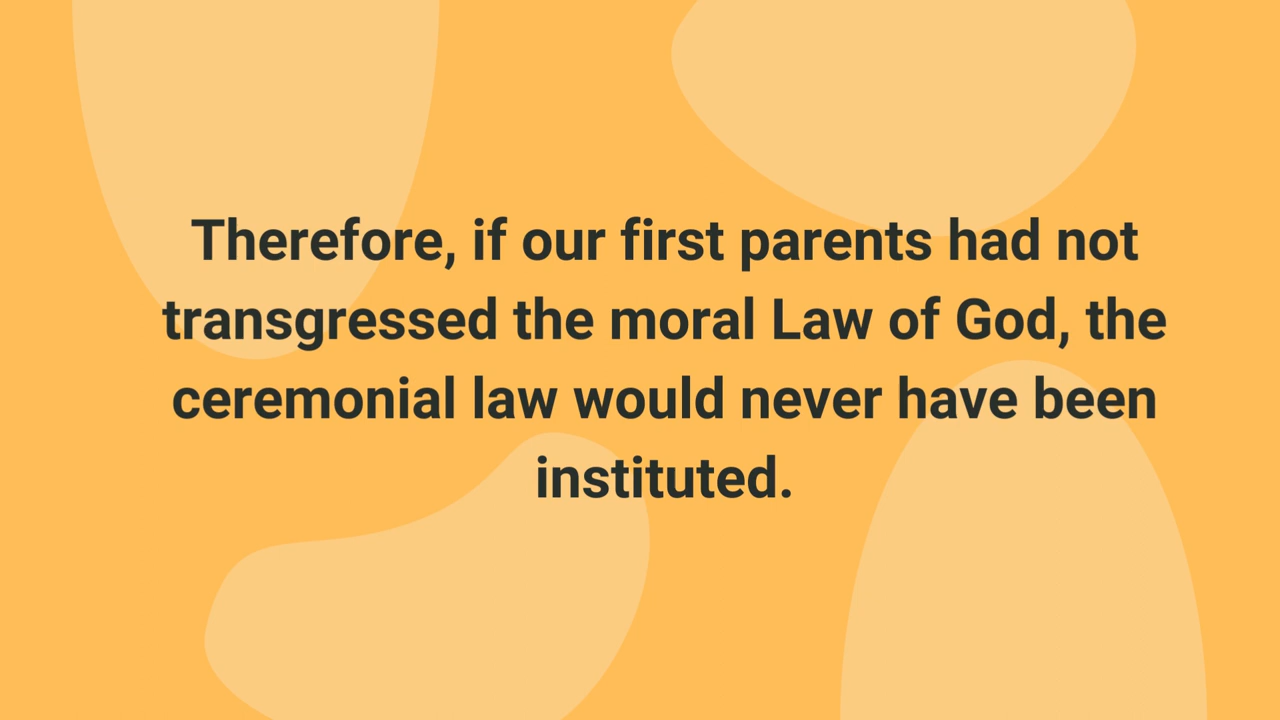 Therefore, if our first parents had not
transgressed the moral Law of God, the
ceremonial law would never have been
instituted.